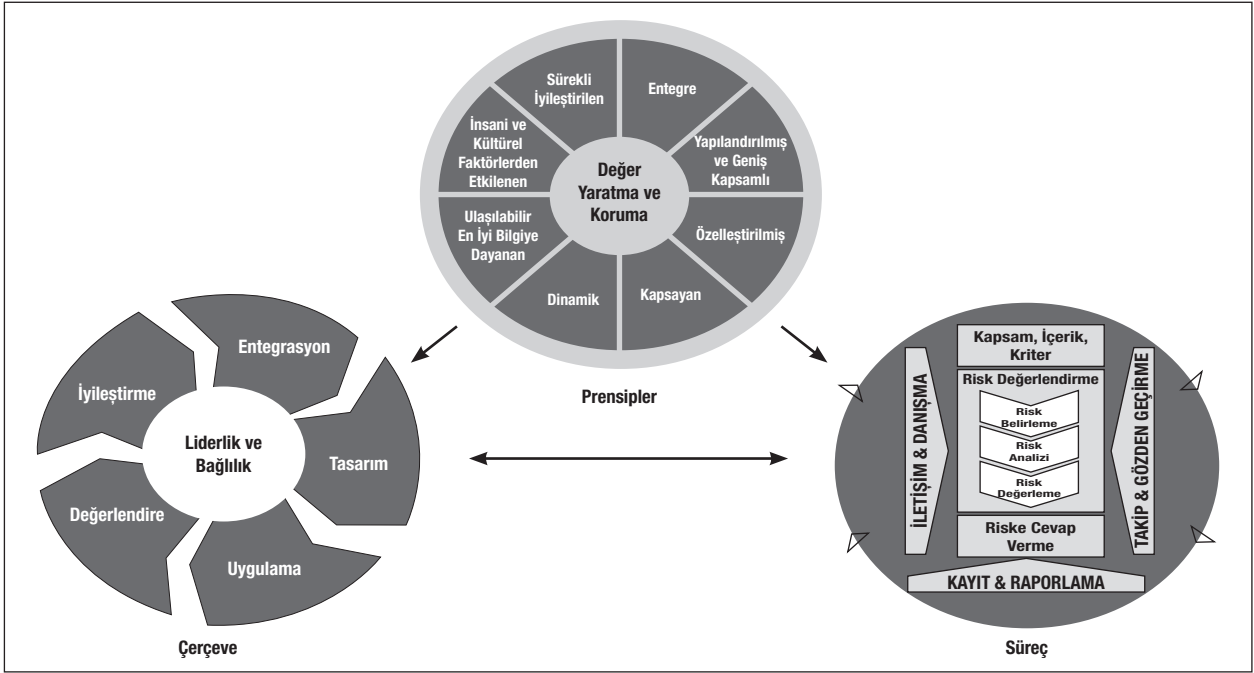 Sürekli
İyileştirilen
Entegre
İnsani ve
Kültürel
Faktörlerden
Etkilenen
Yapılandırılmış
ve Geniş
Kapsamlı
Değer
Yaratma ve
Koruma
Ulaşılabilir
En İyi Bilgiye
Dayanan
Özelleştirilmiş
Dinamik
Kapsayan
Prensipler
Entegrasyon
İyileştirme
Liderlik ve
Bağlılık
Tasarım
Değerlendire
Uygulama
Çerçeve
Kapsam, İçerik,
Kriter
Risk Değerlendirme
Risk
Belirleme
Risk
Analizi
Risk
Değerleme
İLETİŞİM & DANIŞMA
TAKİP & GÖZDEN GEÇİRME
Riske Cevap
Verme
KAYIT & RAPORLAMA
Süreç